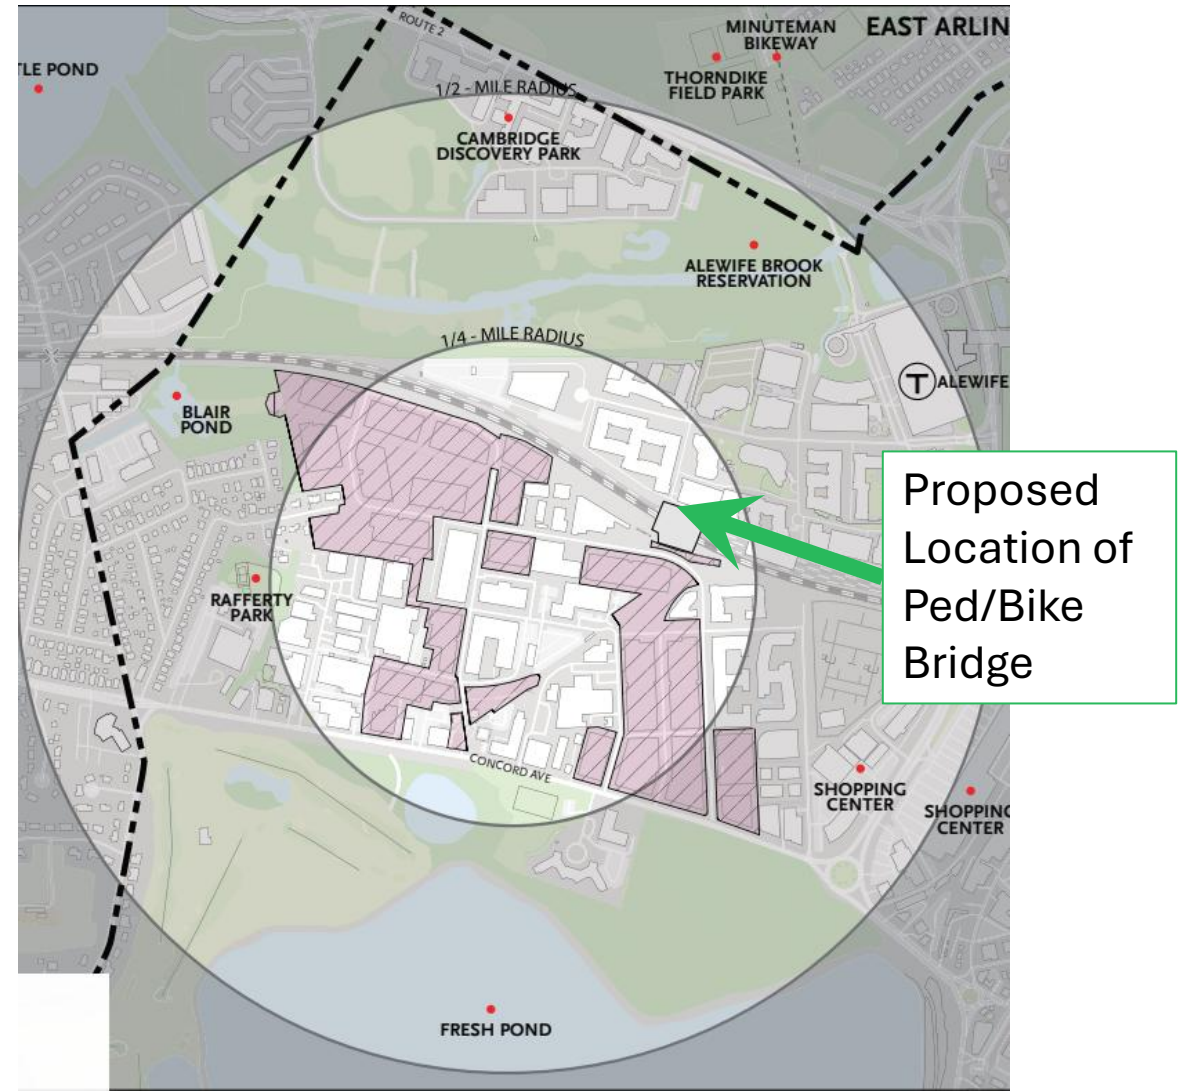 ROUTE 2
MINUTEMAN
BIKEWAY
EAST ARLIN
TLE POND
THORNDIKE
FIELD PARK
1/2 - MILE RADIUS
CAMBRIDGE
DISCOVERY PARK
ALEWIFE BROOK
RESERVATION
1/4 - MILE RADIUS
T ALEWIFE
BLAIR
POND
Proposed
Location of
Ped/Bike
Bridge
RAFFERTY
PARK
CONCORD AVE
SHOPPING
CENTER
SHOPPING
CENTER
FRESH POND